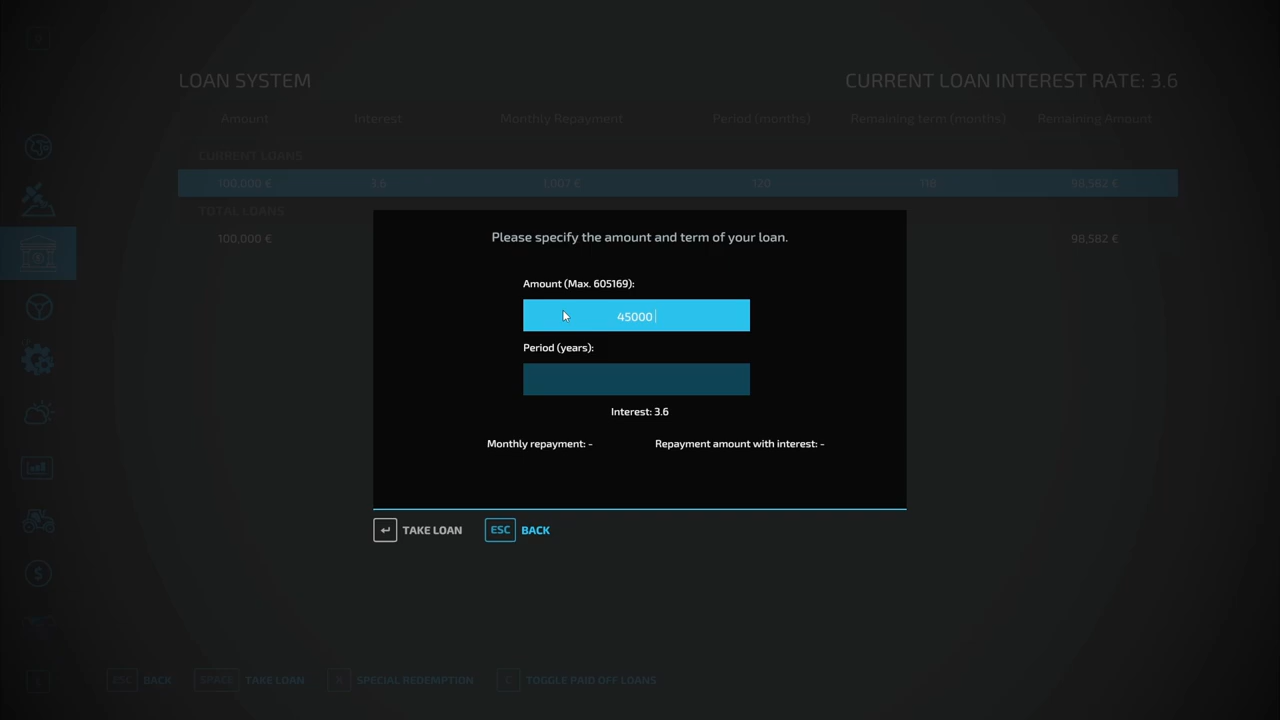 LOAN SYSTEM
CURRENT LOAN INTEREST RATE: 3.6
Amount Interest Monthly Repayment Period (months) Remaining term (months) Remaining Amount
CURRENT LOANS
100,000 € 3.6 1,007 € 120 118 98,582 €
TOTAL LOANS
100,000 € 98,582 €
Please specify the amount and term of your loan.
Amount (Max. 605169):
45000
Period (years):
Interest: 3.6
Monthly repayment: - Repayment amount with interest: -
TAKE LOAN ESC BACK
ESC BACK SPACE TAKE LOAN X SPECIAL REDEMPTION TOGGLE PAID OFF LOANS